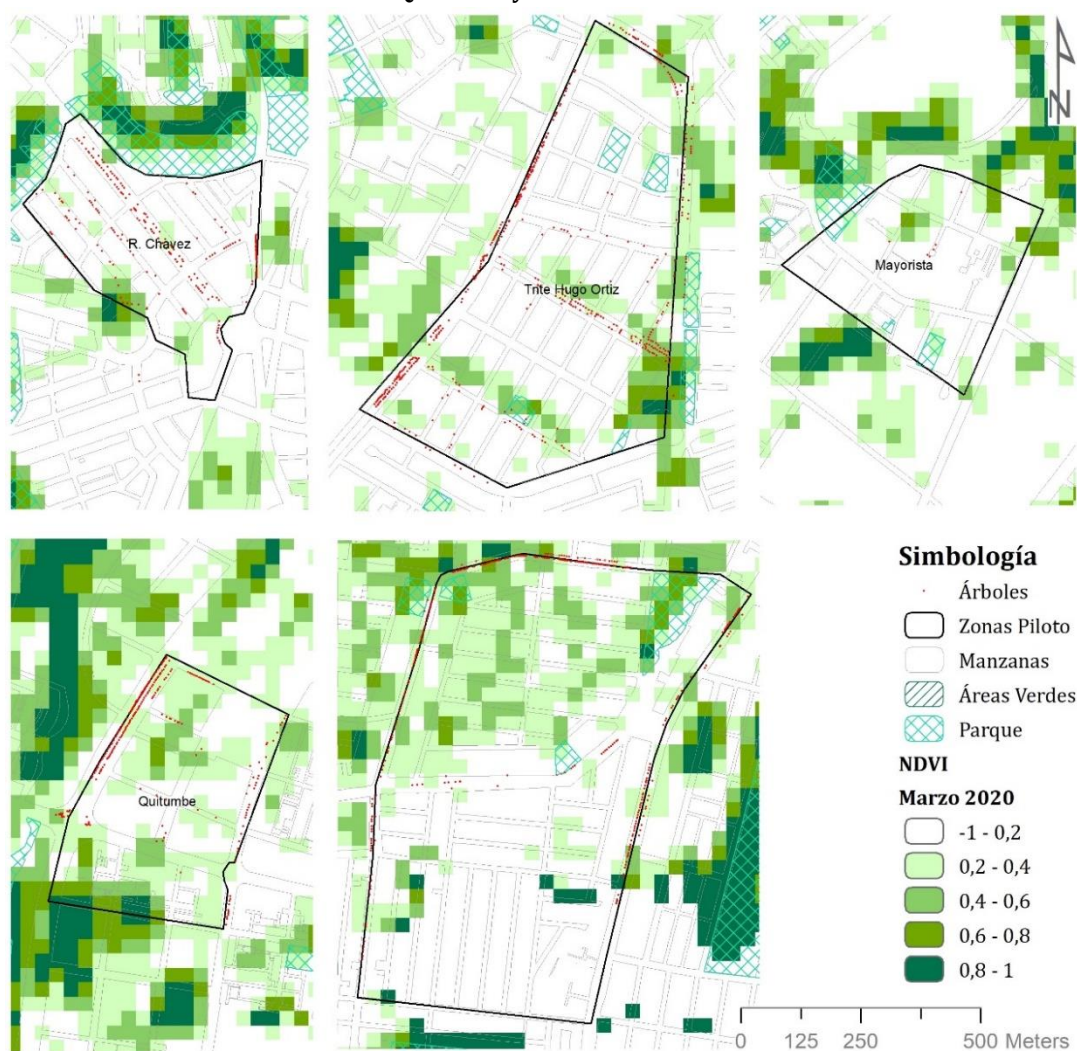 R. Chávez
Tnte Hugo Ortiz
Mayorista
N
Quitumbe
Simbología
Árboles
Zonas Piloto
Manzanas
Áreas Verdes
Parque
NDVI
Marzo 2020
-1 - 0,2
0,2 - 0,4
0,4 - 0,6
0,6 - 0,8
0,8 - 1
0 125 250 500 Meters